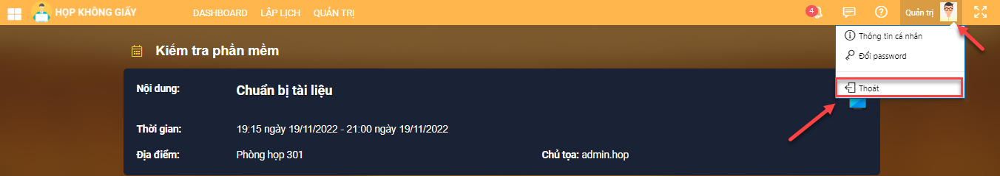 HỌP KHÔNG GIẤY DASHBOARD LẬP LỊCH QUẢN TRỊ 4 Quản trị
Thông tin cá nhân
Đổi password
Thoát
Kiểm tra phần mềm
Nội dung: Chuẩn bị tài liệu
Thời gian: 19:15 ngày 19/11/2022 - 21:00 ngày 19/11/2022
Địa điểm: Phòng họp 301 Chủ tọa: admin.hop